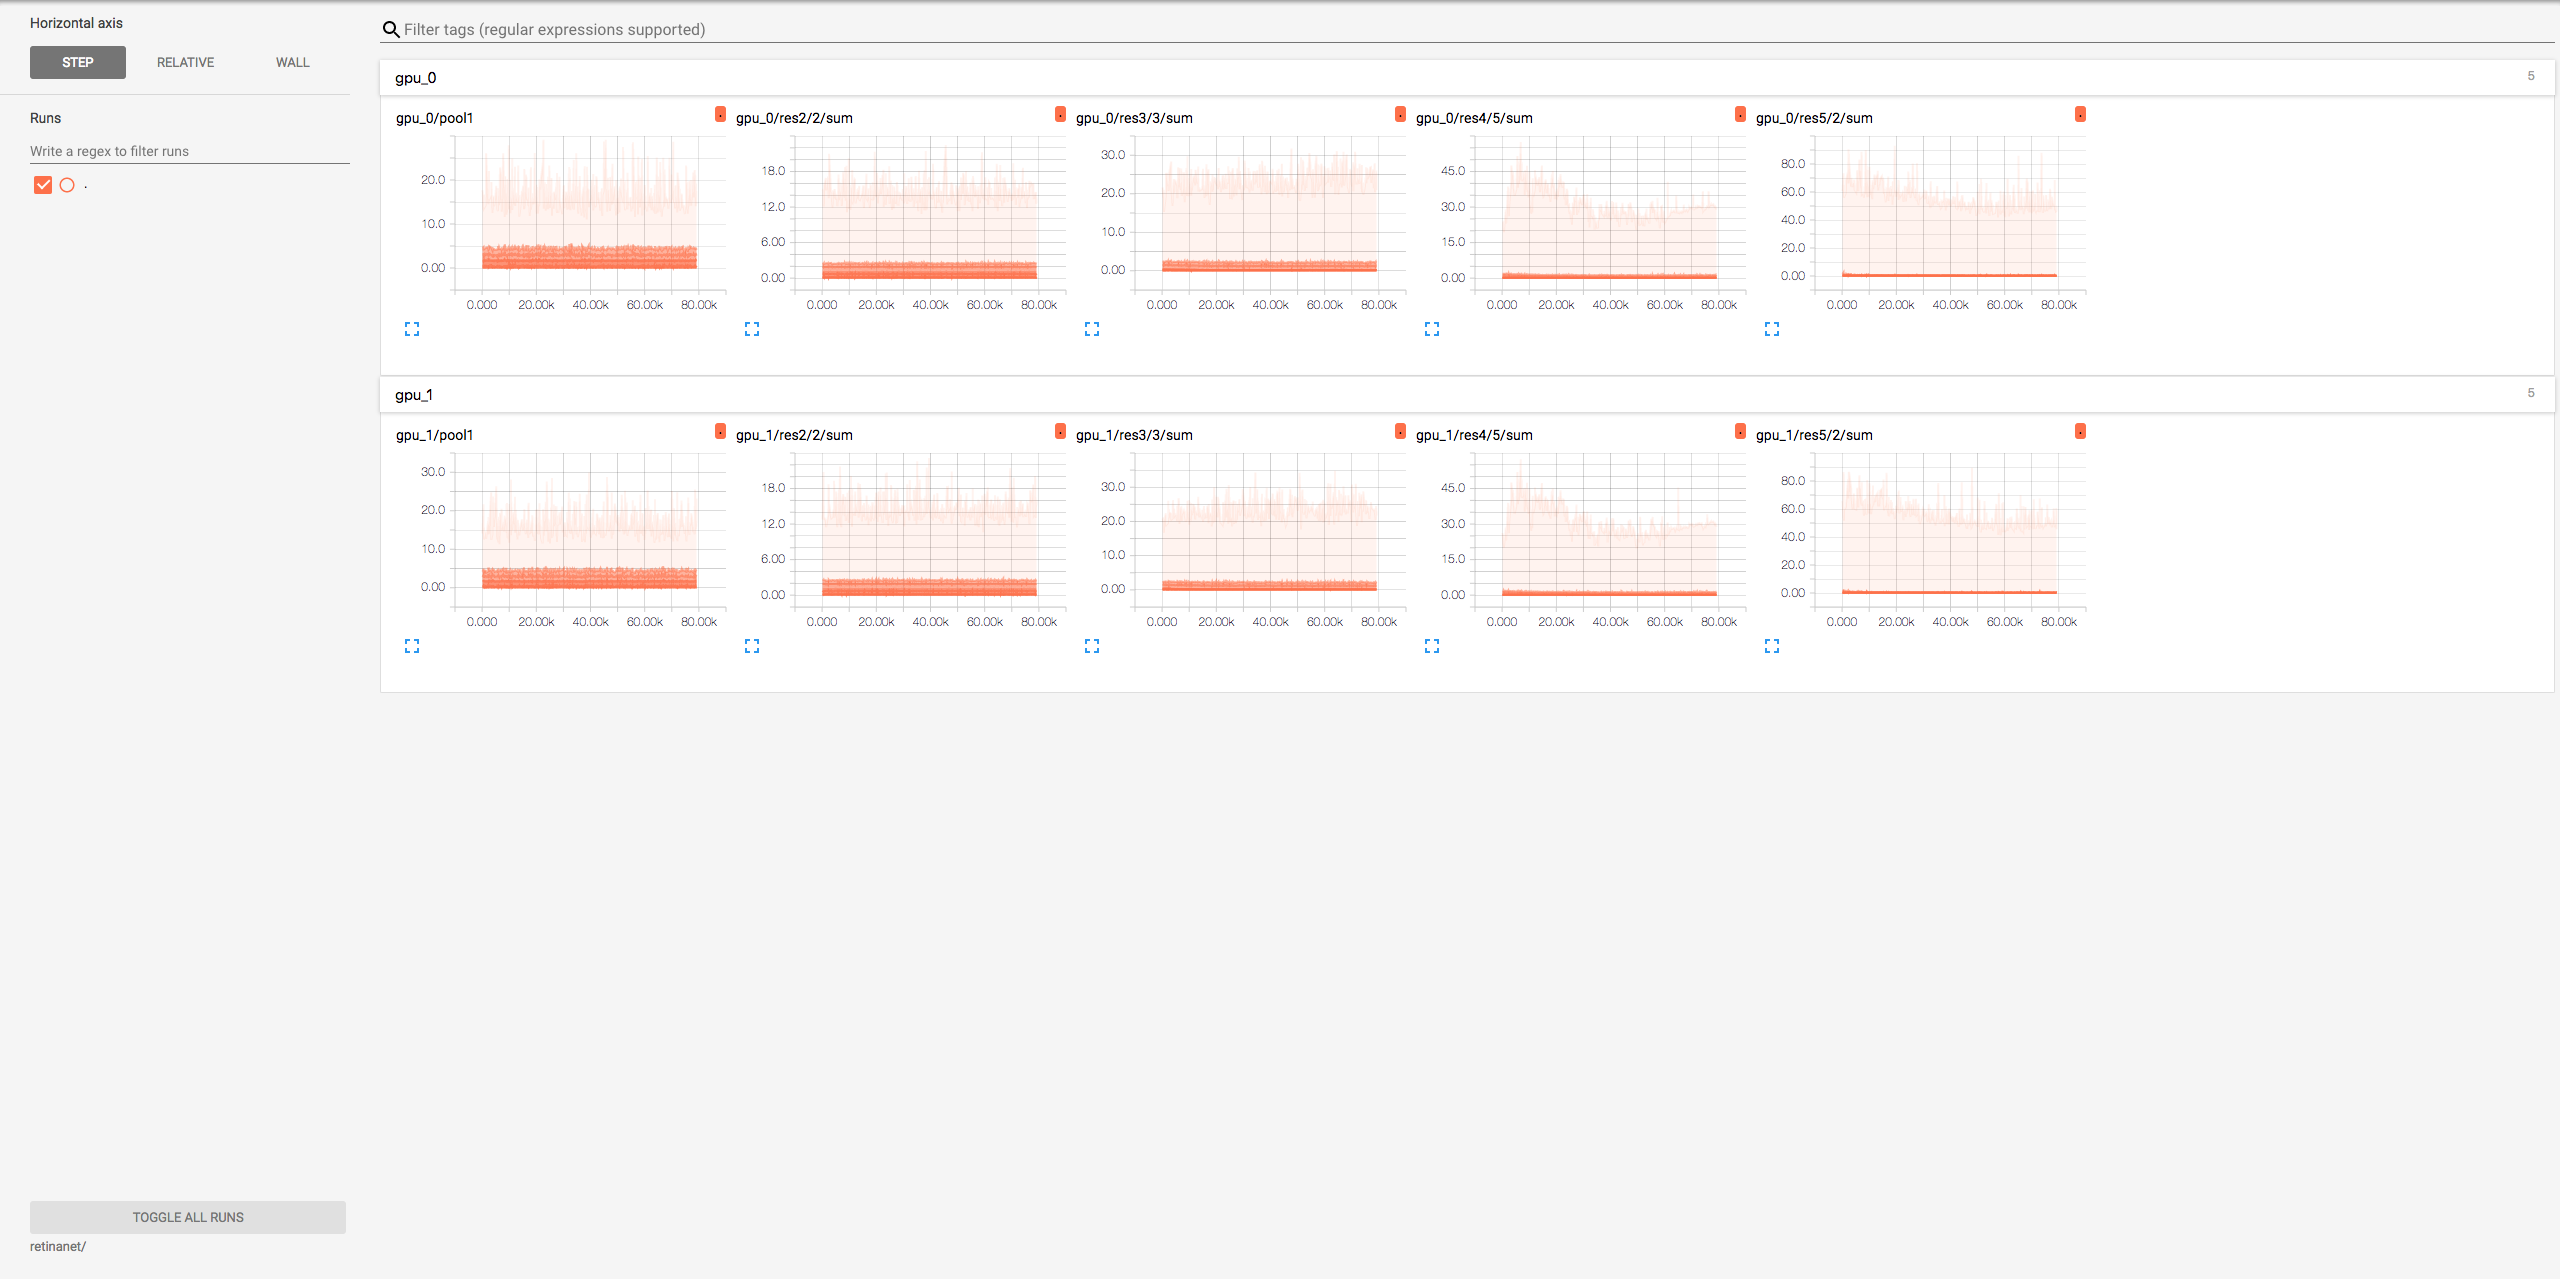 Horizontal axis
STEP RELATIVE WALL
Runs
Write a regex to filter runs
.
TOGGLE ALL RUNS
retinanet/
Filter tags (regular expressions supported)
gpu_0 5
gpu_0/pool1 .
20.0
10.0
0.00
0.000 20.00k 40.00k 60.00k 80.00k
gpu_0/res2/2/sum .
18.0
12.0
6.00
0.00
0.000 20.00k 40.00k 60.00k 80.00k
gpu_0/res3/3/sum .
30.0
20.0
10.0
0.00
0.000 20.00k 40.00k 60.00k 80.00k
gpu_0/res4/5/sum .
45.0
30.0
15.0
0.00
0.000 20.00k 40.00k 60.00k 80.00k
gpu_0/res5/2/sum .
80.0
60.0
40.0
20.0
0.00
0.000 20.00k 40.00k 60.00k 80.00k
gpu_1 5
gpu_1/pool1 .
30.0
20.0
10.0
0.00
0.000 20.00k 40.00k 60.00k 80.00k
gpu_1/res2/2/sum .
18.0
12.0
6.00
0.00
0.000 20.00k 40.00k 60.00k 80.00k
gpu_1/res3/3/sum .
30.0
20.0
10.0
0.00
0.000 20.00k 40.00k 60.00k 80.00k
gpu_1/res4/5/sum .
45.0
30.0
15.0
0.00
0.000 20.00k 40.00k 60.00k 80.00k
gpu_1/res5/2/sum .
80.0
60.0
40.0
20.0
0.00
0.000 20.00k 40.00k 60.00k 80.00k